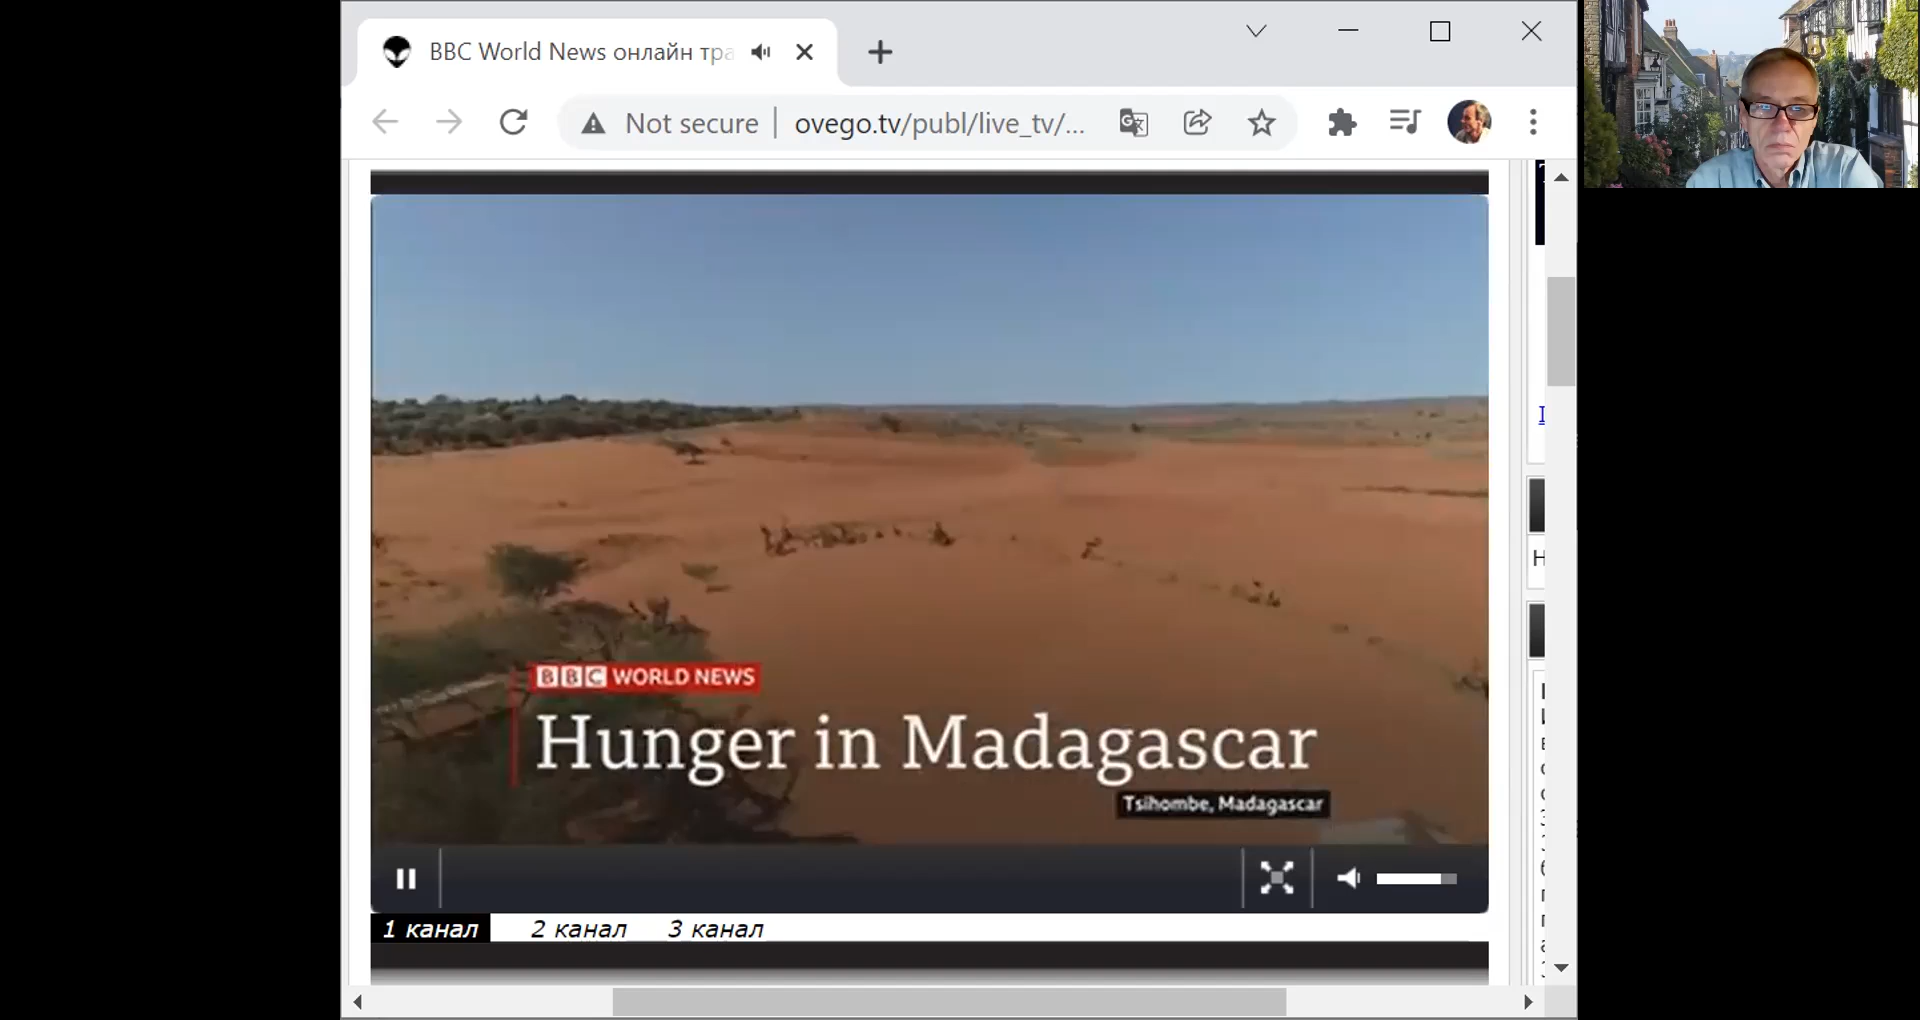 BBC World News онлайн тра
Not secure
ovego.tv/publ/live_tv/...
BBC WORLD NEWS
Hunger in Madagascar
Tsihombe, Madagascar
1 канал
2 канал
3 канал